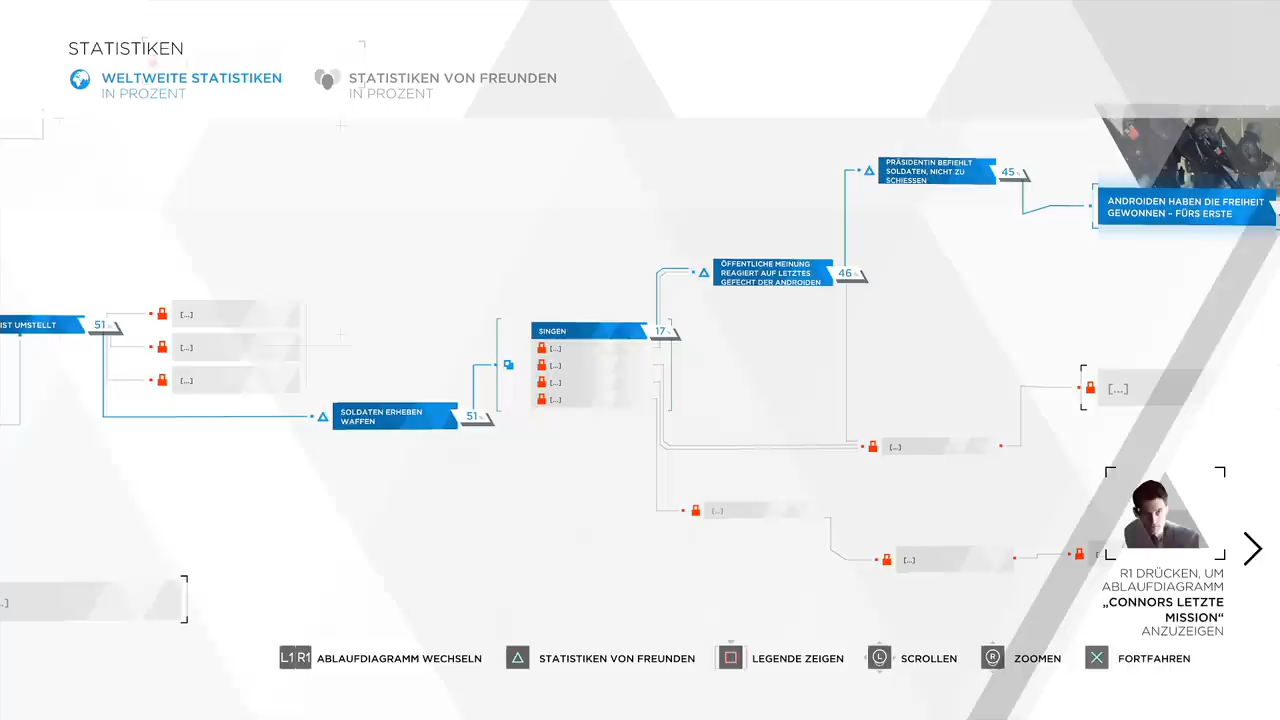 STATISTIKEN
WELTWEITE STATISTIKEN
IN PROZENT
STATISTIKEN VON FREUNDEN
IN PROZENT
PRÄSIDENTIN BEFIEHLT
SOLDATEN, NICHT ZU
SCHIESSEN
45 %
ANDROIDEN HABEN DIE FREIHEIT
GEWONNEN – FÜRS ERSTE
ÖFFENTLICHE MEINUNG
REAGIERT AUF LETZTES
GEFECHT DER ANDROIDEN
46 %
IST UMSTELLT
51 %
[...]
[...]
[...]
SINGEN
17 %
[...]
[...]
[...]
[...]
SOLDATEN ERHEBEN
WAFFEN
51 %
[...]
[...]
[...]
[...]
[...
...]
R1 DRÜCKEN, UM
ABLAUFDIAGRAMM
„CONNORS LETZTE
MISSION“
ANZUZEIGEN
L1 R1 ABLAUFDIAGRAMM WECHSELN
STATISTIKEN VON FREUNDEN
LEGENDE ZEIGEN
L SCROLLEN
R ZOOMEN
FORTFAHREN